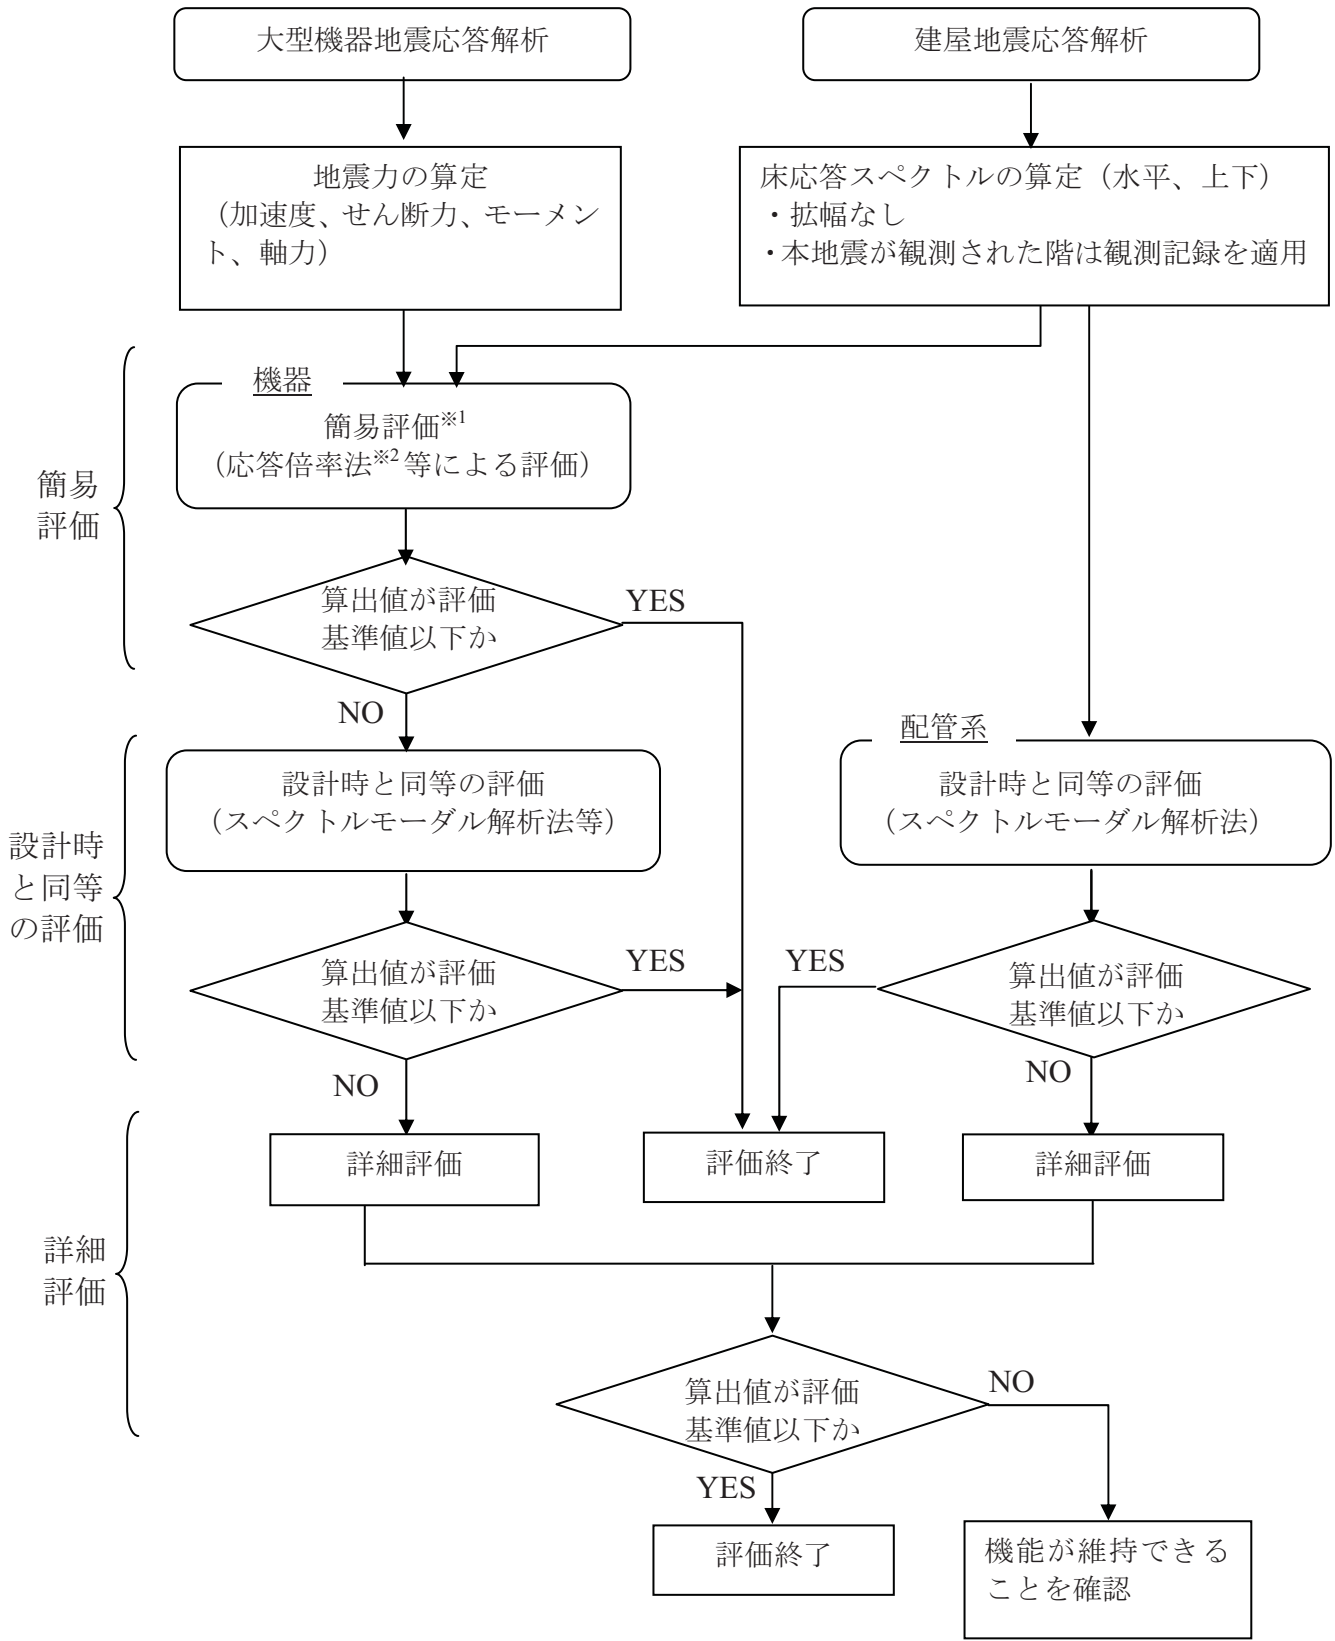 大型機器地震応答解析
建屋地震応答解析
地震力の算定
（加速度、せん断力、モーメン
ト、軸力）
床応答スペクトルの算定（水平、上下）
・拡幅なし
・本地震が観測された階は観測記録を適用
簡易
評価
機器
簡易評価※1
（応答倍率法※2等による評価）
算出値が評価
基準値以下か
YES
NO
設計時
と同等
の評価
設計時と同等の評価
（スペクトルモーダル解析法等）
配管系
設計時と同等の評価
（スペクトルモーダル解析法）
算出値が評価
基準値以下か
YES
NO
YES
算出値が評価
基準値以下か
NO
詳細
評価
詳細評価
評価終了
詳細評価
算出値が評価
基準値以下か
NO
YES
評価終了
機能が維持できる
ことを確認